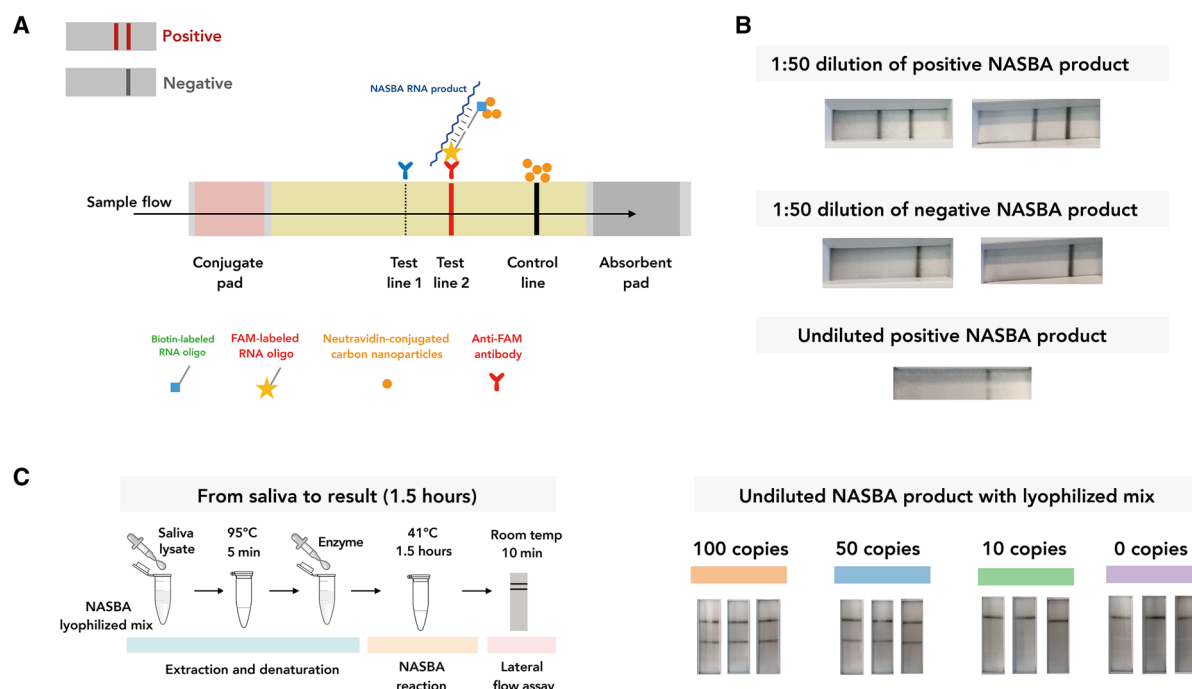 A
Positive
Negative
NASBA RNA product
Sample flow
Conjugate
pad
Test
line 1
Test
line 2
Control
line
Absorbent
pad
Biotin-labeled
RNA oligo
FAM-labeled
RNA oligo
Neutravidin-conjugated
carbon nanoparticles
Anti-FAM
antibody
B
1:50 dilution of positive NASBA product
1:50 dilution of negative NASBA product
Undiluted positive NASBA product
C
From saliva to result (1.5 hours)
Saliva
lysate
95°C
5 min
Enzyme
41°C
1.5 hours
Room temp
10 min
NASBA
lyophilized mix
Extraction and denaturation
NASBA
reaction
Lateral
flow assay
Undiluted NASBA product with lyophilized mix
100 copies
50 copies
10 copies
0 copies